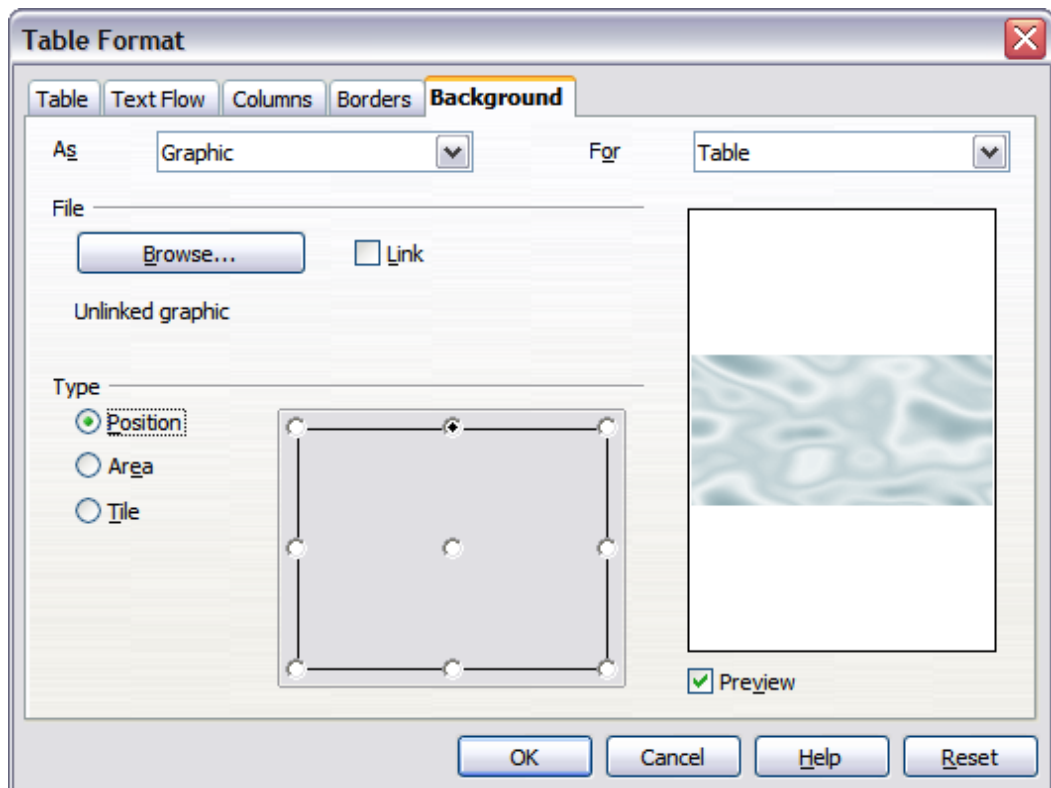 Table Format
Table Text Flow Columns Borders Background
As Graphic For Table
File
Browse... Link
Unlinked graphic
Type
Position
Area
Tile
Preview
OK Cancel Help Reset